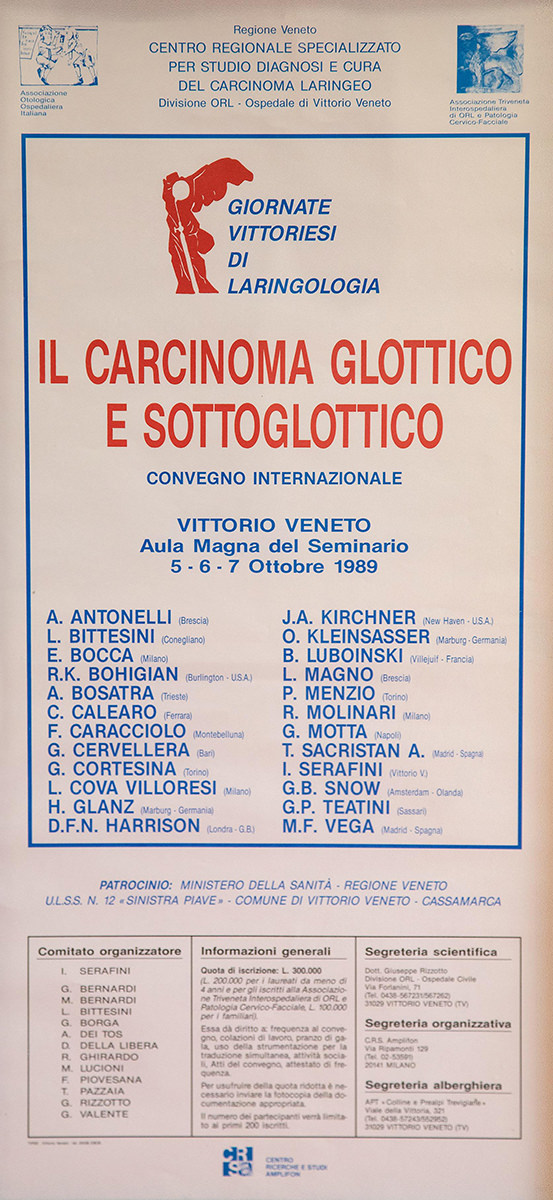 Regione Veneto
CENTRO REGIONALE SPECIALIZZATO
PER STUDIO DIAGNOSI E CURA
DEL CARCINOMA LARINGEO
Divisione ORL - Ospedale di Vittorio Veneto
Associazione
Otologica
Ospedaliera
Italiana
Associazione Triveneta
Interospedaliera
di ORL e Patologia
Cervico-Facciale
GIORNATE
VITTORIESI
DI
LARINGOLOGIA
IL CARCINOMA GLOTTICO
E SOTTOGLOTTICO
CONVEGNO INTERNAZIONALE
VITTORIO VENETO
Aula Magna del Seminario
5 - 6 - 7 Ottobre 1989
A. ANTONELLI (Brescia)
L. BITTESINI (Conegliano)
E. BOCCA (Milano)
R.K. BOHIGIAN (Burlington - U.S.A.)
A. BOSATRA (Trieste)
C. CALEARO (Ferrara)
F. CARACCIOLO (Montebelluna)
G. CERVELLERA (Bari)
G. CORTESINA (Torino)
L. COVA VILLORESI (Milano)
H. GLANZ (Marburg - Germania)
D.F.N. HARRISON (Londra - G.B.)
J.A. KIRCHNER (New Haven - U.S.A.)
O. KLEINSASSER (Marburg - Germania)
B. LUBOINSKI (Villejuif - Francia)
L. MAGNO (Brescia)
P. MENZIO (Torino)
R. MOLINARI (Milano)
G. MOTTA (Napoli)
T. SACRISTAN A. (Madrid - Spagna)
I. SERAFINI (Vittorio V.)
G.B. SNOW (Amsterdam - Olanda)
G.P. TEATINI (Sassari)
M.F. VEGA (Madrid - Spagna)
PATROCINIO: MINISTERO DELLA SANITÀ - REGIONE VENETO
U.L.S.S. N. 12 «SINISTRA PIAVE» - COMUNE DI VITTORIO VENETO - CASSAMARCA
Comitato organizzatore
I. SERAFINI
G. BERNARDI
M. BERNARDI
L. BITTESINI
G. BORGA
A. DEI TOS
D. DELLA LIBERA
R. GHIRARDO
M. LUCIONI
F. PIOVESANA
T. PAZZAIA
G. RIZZOTTO
G. VALENTE
Informazioni generali
Quota di iscrizione: L. 300.000
(L. 200.000 per i laureati da meno di
4 anni e per gli iscritti alla Associazio-
ne Triveneta Interospedaliera di ORL e
Patologia Cervico-Facciale, L. 100.000
per i familiari).
Essa dà diritto a: frequenza al conve-
gno, colazioni di lavoro, pranzo di ga-
la, uso della strumentazione per la
traduzione simultanea, attività socia-
li, Atti del convegno, attestato di fre-
quenza.
Per usufruire della quota ridotta è ne-
cessario inviare la fotocopia della do-
cumentazione appropriata.
Il numero dei partecipanti verrà limita-
to ai primi 200 iscritti.
Segreteria scientifica
Dott. Giuseppe Rizzotto
Divisione ORL - Ospedale Civile
Via Forlanini, 71
(Tel. 0438-567231/567262)
31029 VITTORIO VENETO (TV)
Segreteria organizzativa
C.R.S. Amplifon
Via Ripamonti 129
(Tel. 02-53591)
20141 MILANO
Segreteria alberghiera
APT «Colline e Prealpi Trevigiane»
Viale della Vittoria, 321
(Tel. 0438-57243/552952)
31029 VITTORIO VENETO (TV)
CRSa
CENTRO
RICERCHE E STUDI
AMPLIFON